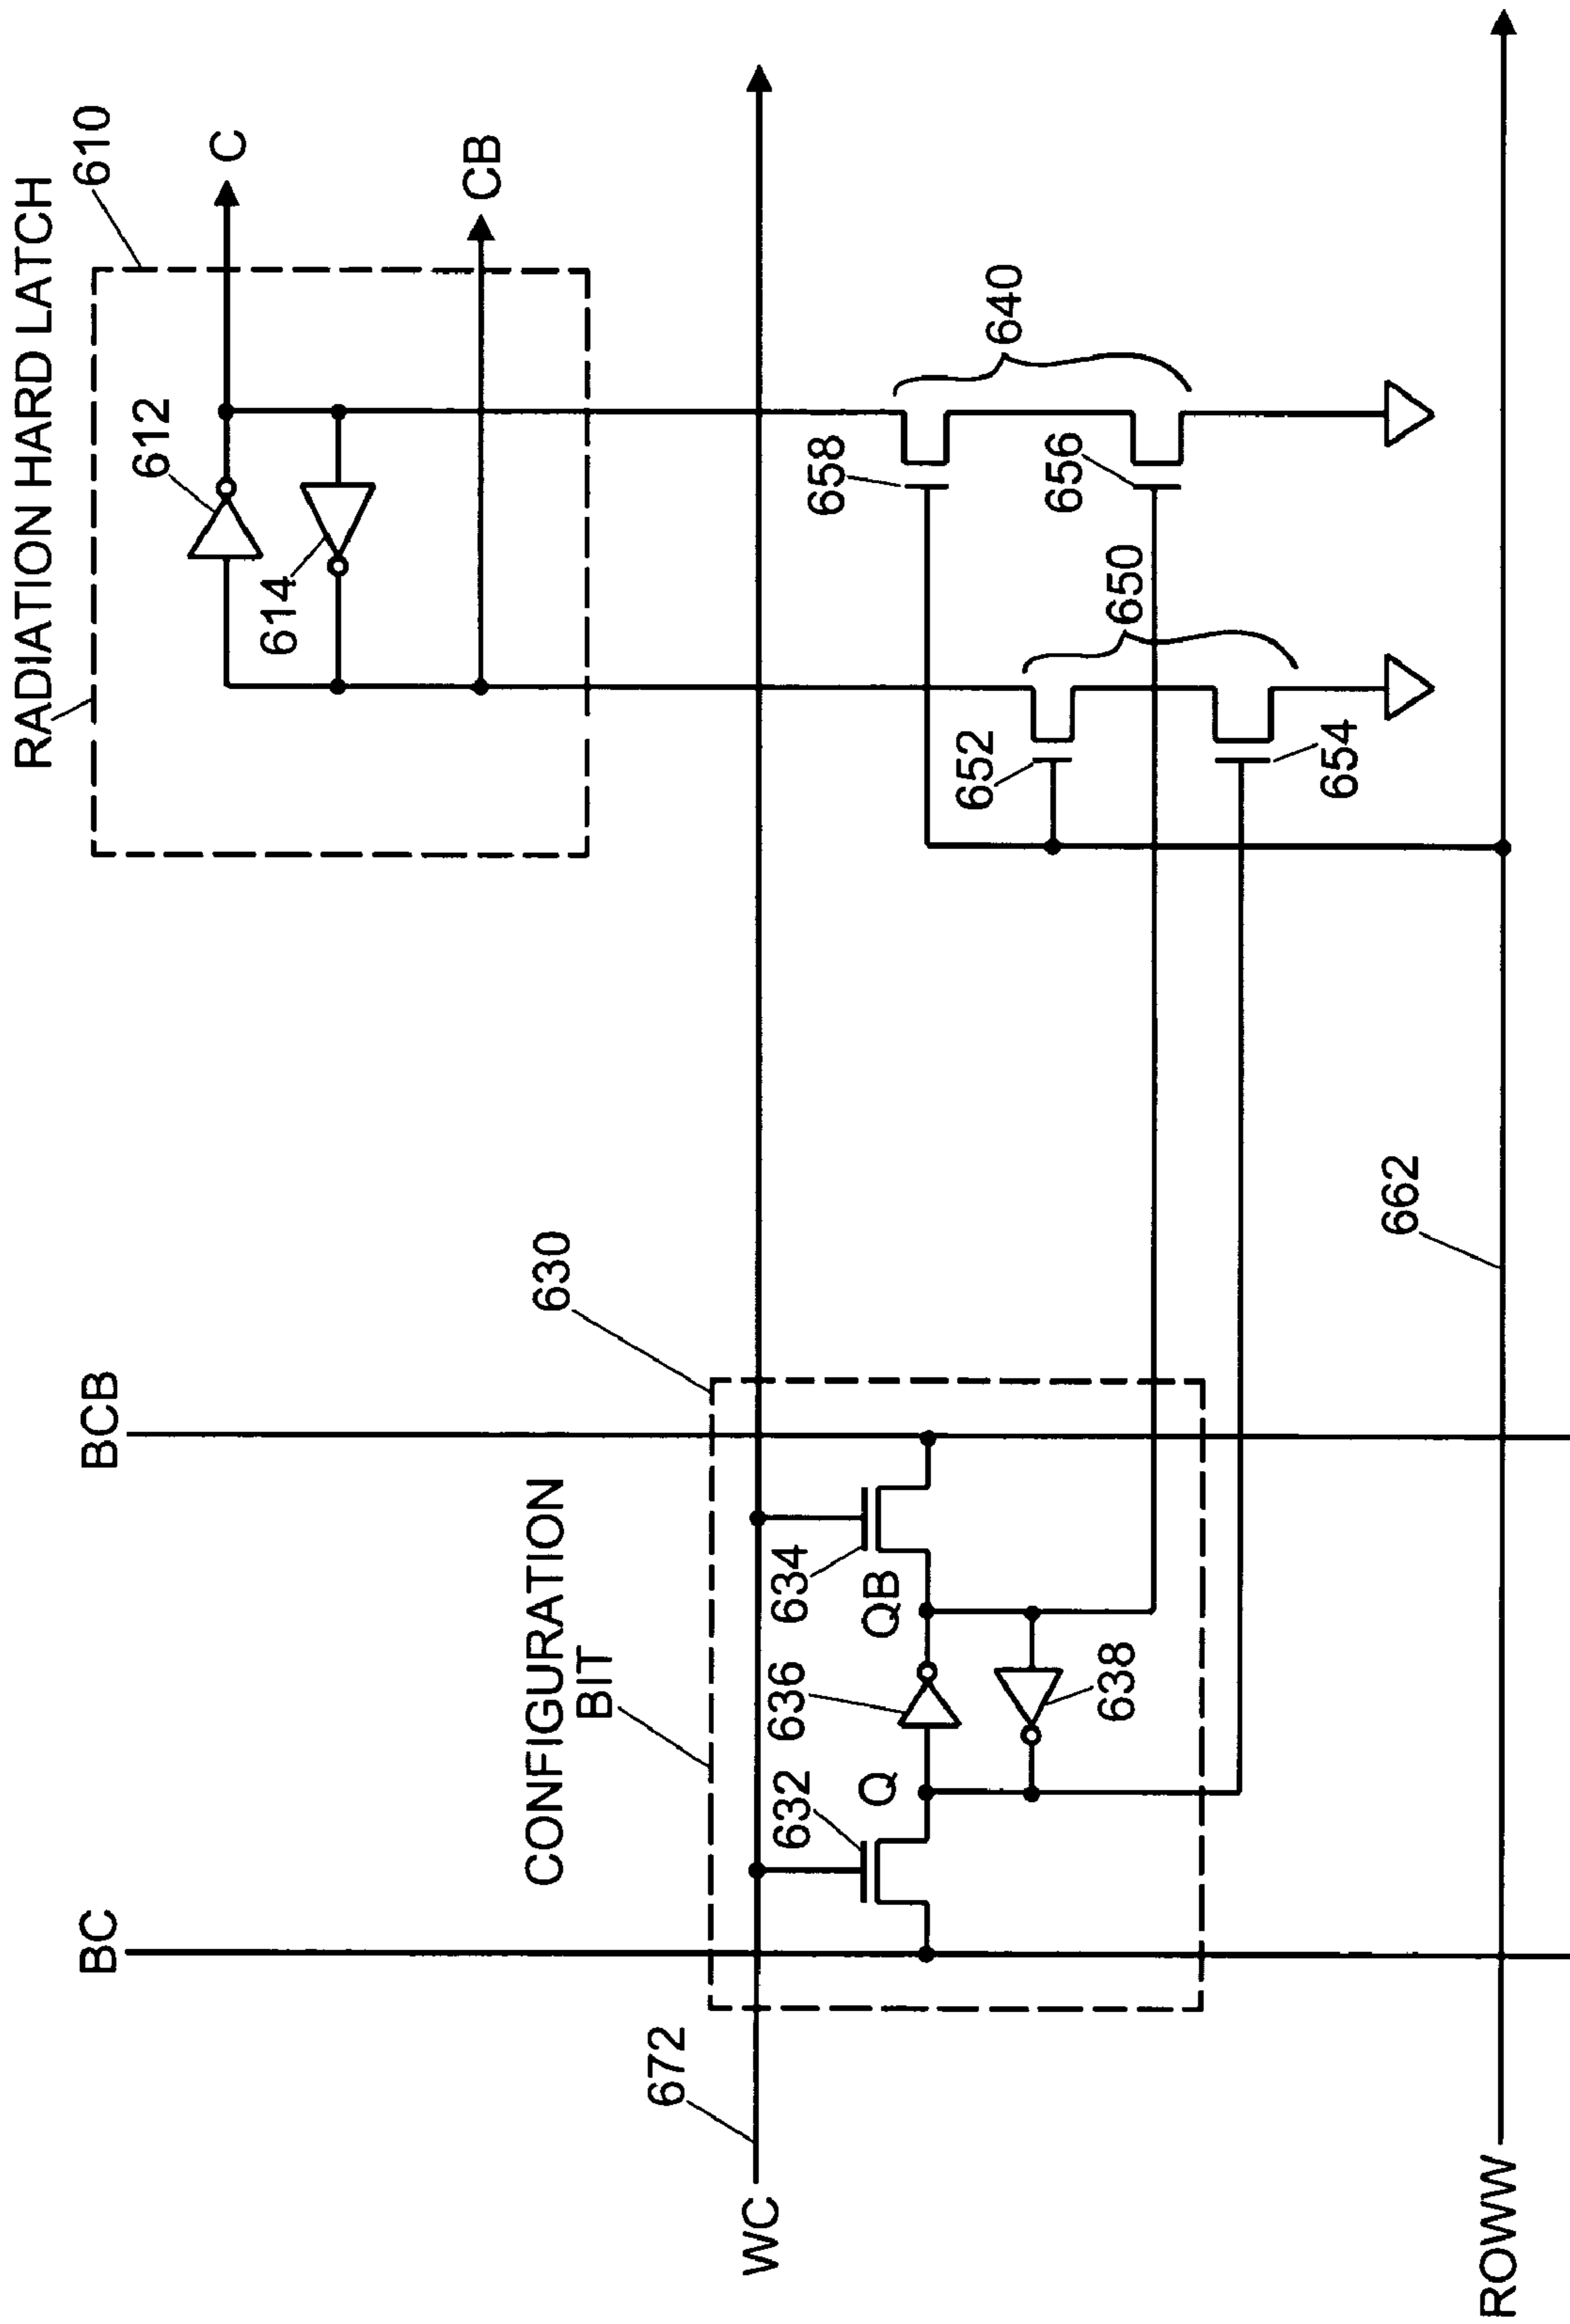 RADIATION HARD LATCH
610
612
614
C
CB
658
640
656
650
652
654
BC
BCB
CONFIGURATION
BIT
630
632
634
Q
QB
636
638
WC
672
ROWW
662